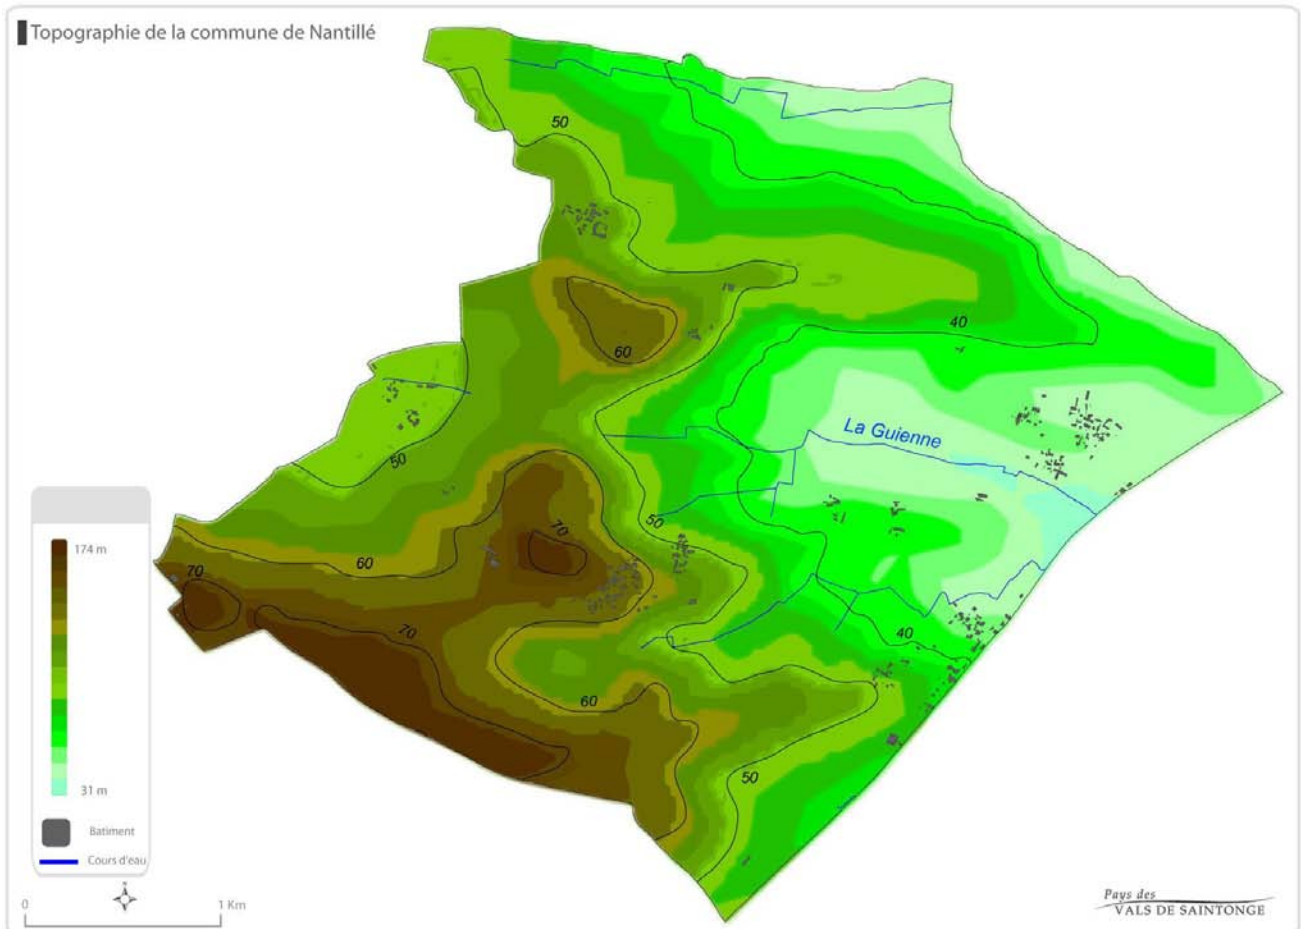 Topographie de la commune de Nantillé
50
40
60
La Guienne
50
50
70
60
70
70
40
60
50
174 m
31 m
Batiment
Cours d'eau
0
1 Km
Pays des
VALS DE SAINTONGE